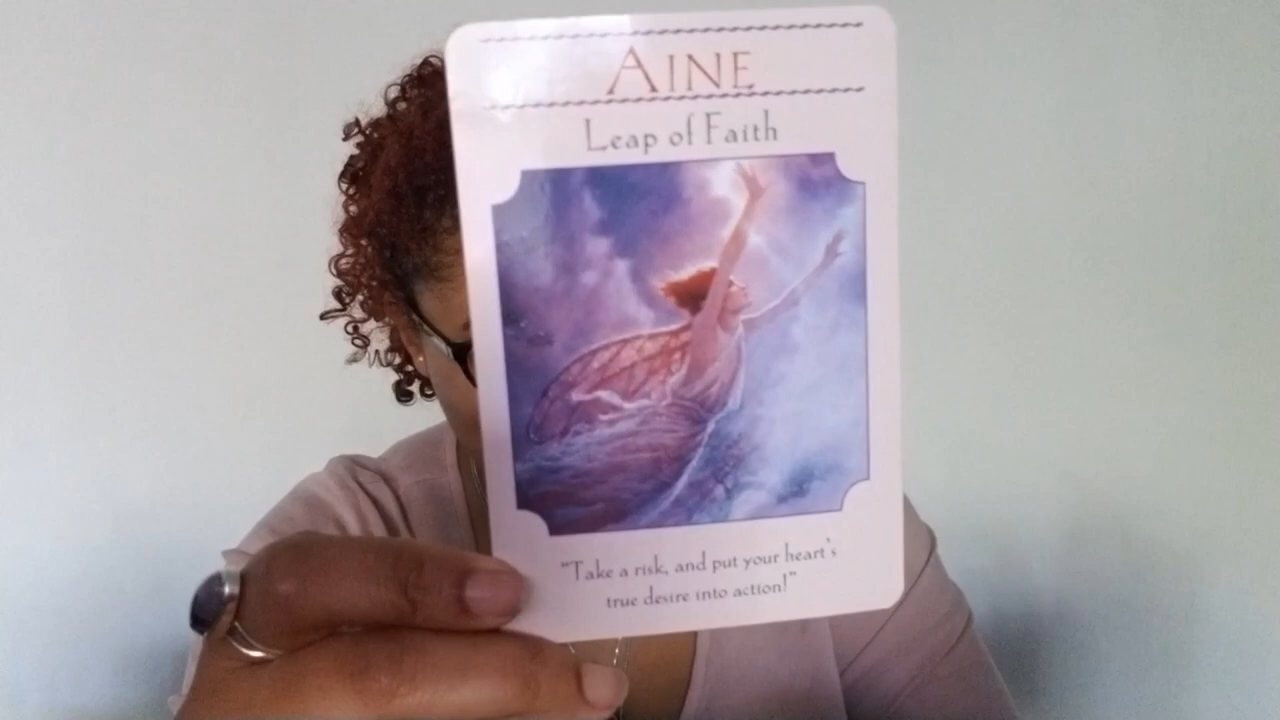 AINE
Leap of Faith
"Take a risk, and put your heart's
true desire into action!"